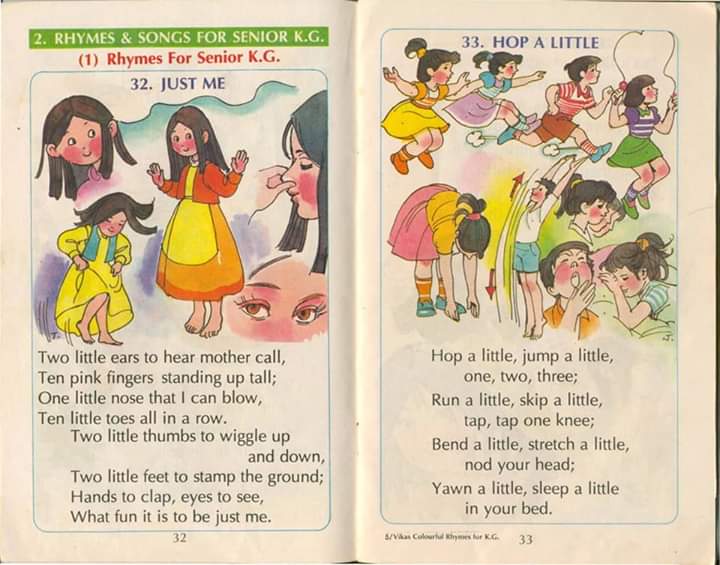 2. RHYMES & SONGS FOR SENIOR K.G.
(1) Rhymes For Senior K.G.
32. JUST ME
Two little ears to hear mother call,
Ten pink fingers standing up tall;
One little nose that I can blow,
Ten little toes all in a row.
Two little thumbs to wiggle up
and down,
Two little feet to stamp the ground;
Hands to clap, eyes to see,
What fun it is to be just me.
32
33. HOP A LITTLE
Hop a little, jump a little,
one, two, three;
Run a little, skip a little,
tap, tap one knee;
Bend a little, stretch a little,
nod your head;
Yawn a little, sleep a little
in your bed.
5/Vikas Colourful Rhymes for K.G.
33